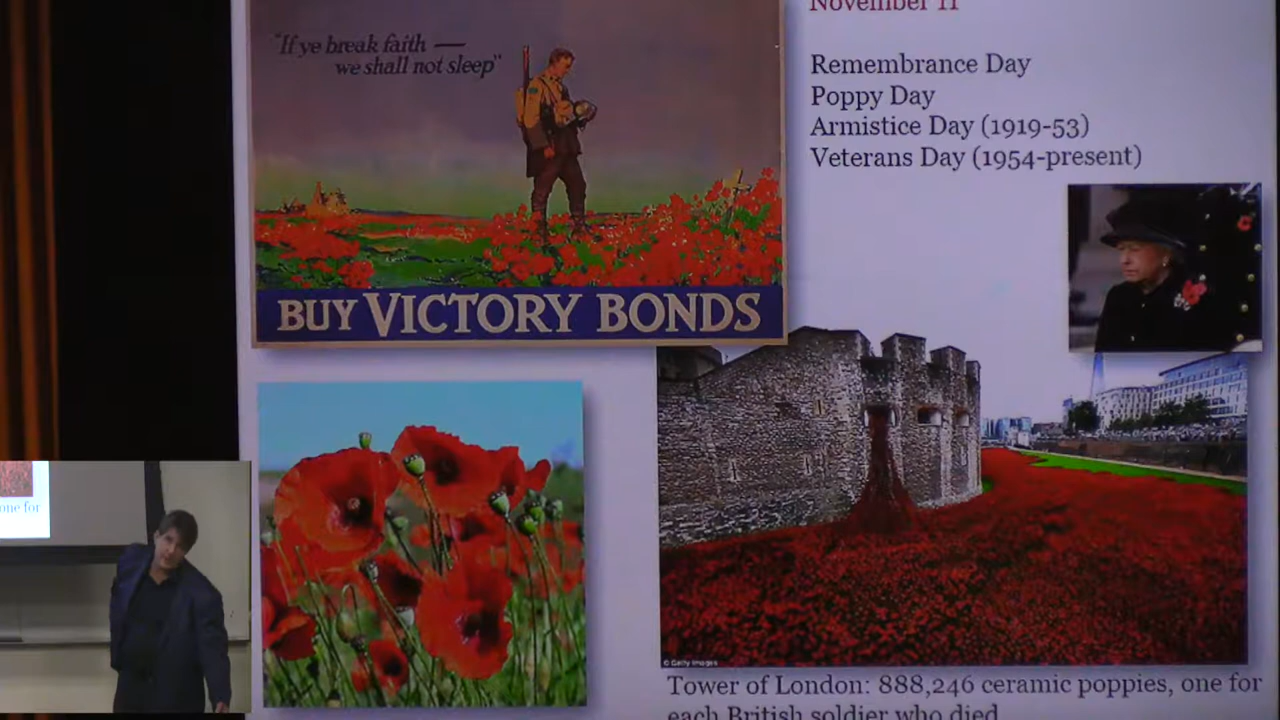 November 11
"If ye break faith —
we shall not sleep"
Remembrance Day
Poppy Day
Armistice Day (1919-53)
Veterans Day (1954-present)
BUY VICTORY BONDS
one for
© Getty Images
Tower of London: 888,246 ceramic poppies, one for
each British soldier who died